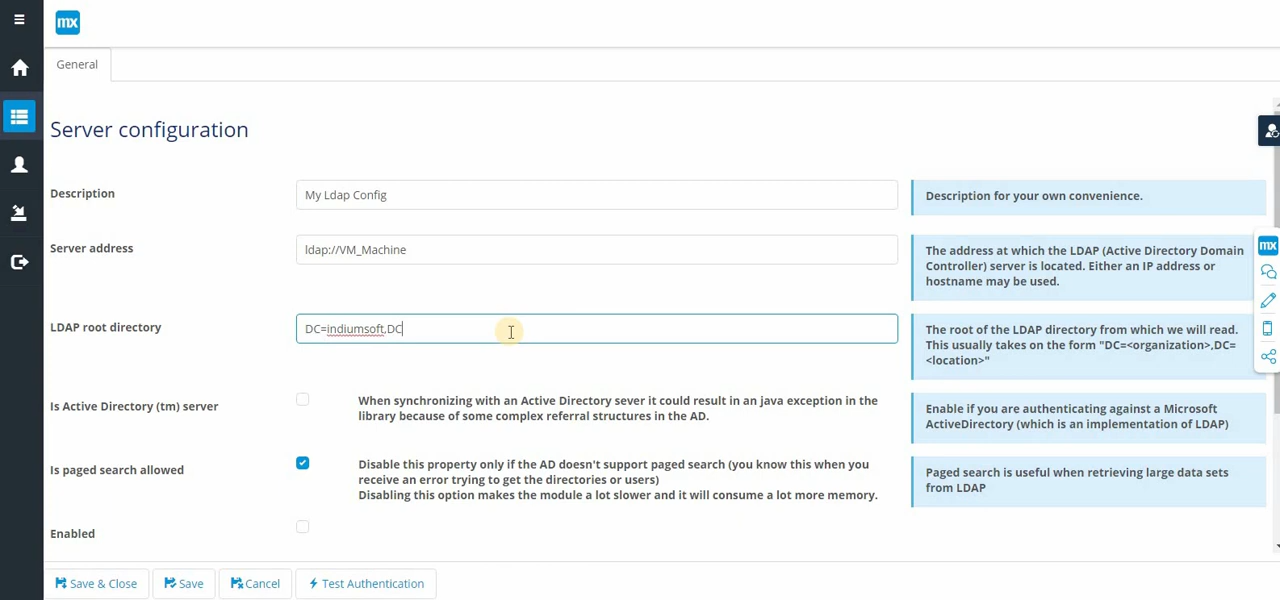 mx
General
Server configuration
Description
My Ldap Config
Description for your own convenience.
Server address
ldap://VM_Machine
The address at which the LDAP (Active Directory Domain
Controller) server is located. Either an IP address or
hostname may be used.
mx
LDAP root directory
DC=indiumsoft,DC
The root of the LDAP directory from which we will read.
This usually takes on the form "DC=<organization>,DC=
<location>"
Is Active Directory (tm) server
When synchronizing with an Active Directory sever it could result in an java exception in the
library because of some complex referral structures in the AD.
Enable if you are authenticating against a Microsoft
ActiveDirectory (which is an implementation of LDAP)
Is paged search allowed
Disable this property only if the AD doesn't support paged search (you know this when you
receive an error trying to get the directories or users)
Disabling this option makes the module a lot slower and it will consume a lot more memory.
Paged search is useful when retrieving large data sets
from LDAP
Enabled
Save & Close
Save
Cancel
Test Authentication